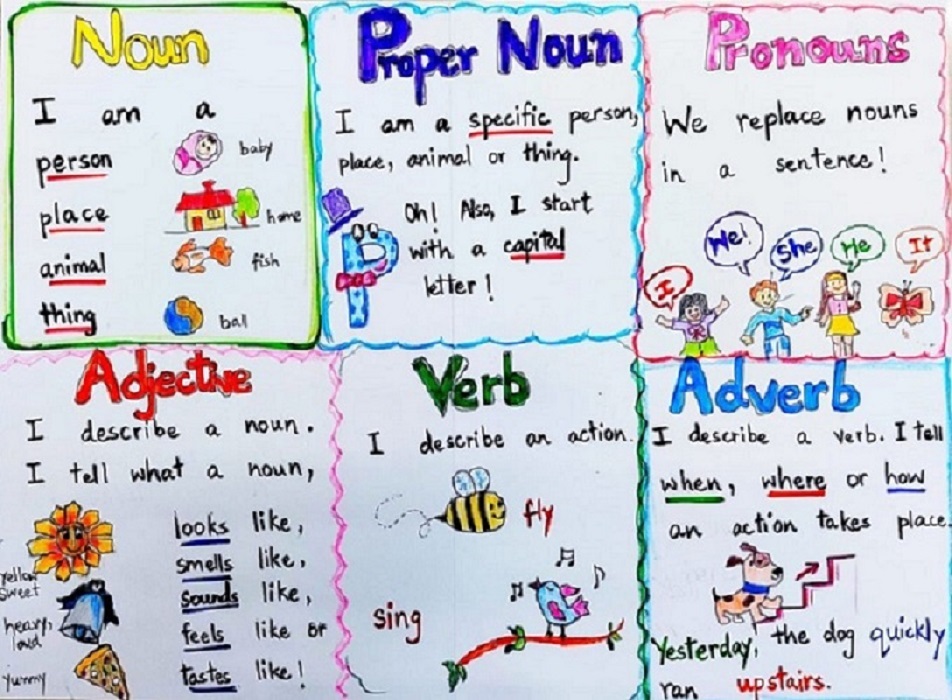 Noun
I am a
person
baby
place
home
animal
fish
thing
bal
Proper Noun
I am a specific person,
place, animal or thing.
Oh! Also, I start
with a capital
letter!
Pronouns
We replace nouns
in a sentence!
I
We!
She
He
It
Adjective
I describe a noun.
I tell what a noun,
looks like,
smells like,
sounds like,
feels like or
tastes like!
yellow
sweet
heavy,
loud
yummy
Verb
I describe an action.
fly
sing
Adverb
I describe a verb. I tell
when, where or how
an action takes place.
Yesterday, the dog quickly
ran upstairs.